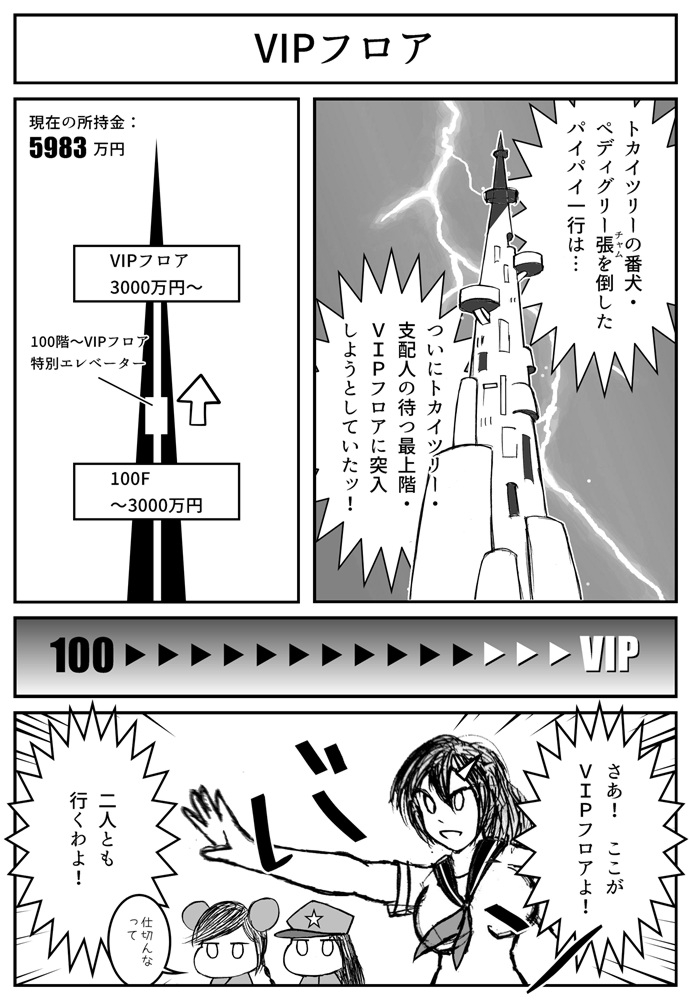 VIPフロア
トカイツリーの番犬・
ペディグリー張を倒した
チャム
パイパイ一行は…
ついにトカイツリー・
支配人の待つ最上階・
VIPフロアに突入
しようとしていたッ！
現在の所持金：
5983 万円
VIPフロア
3000万円〜
100階〜VIPフロア
特別エレベーター
100F
〜3000万円
100 ▶▶▶▶▶▶▶▶▶▶▶▶▶▶ VIP
さあ！ ここが
VIPフロアよ！
バッ
二人とも
行くわよ！
仕切んな
って